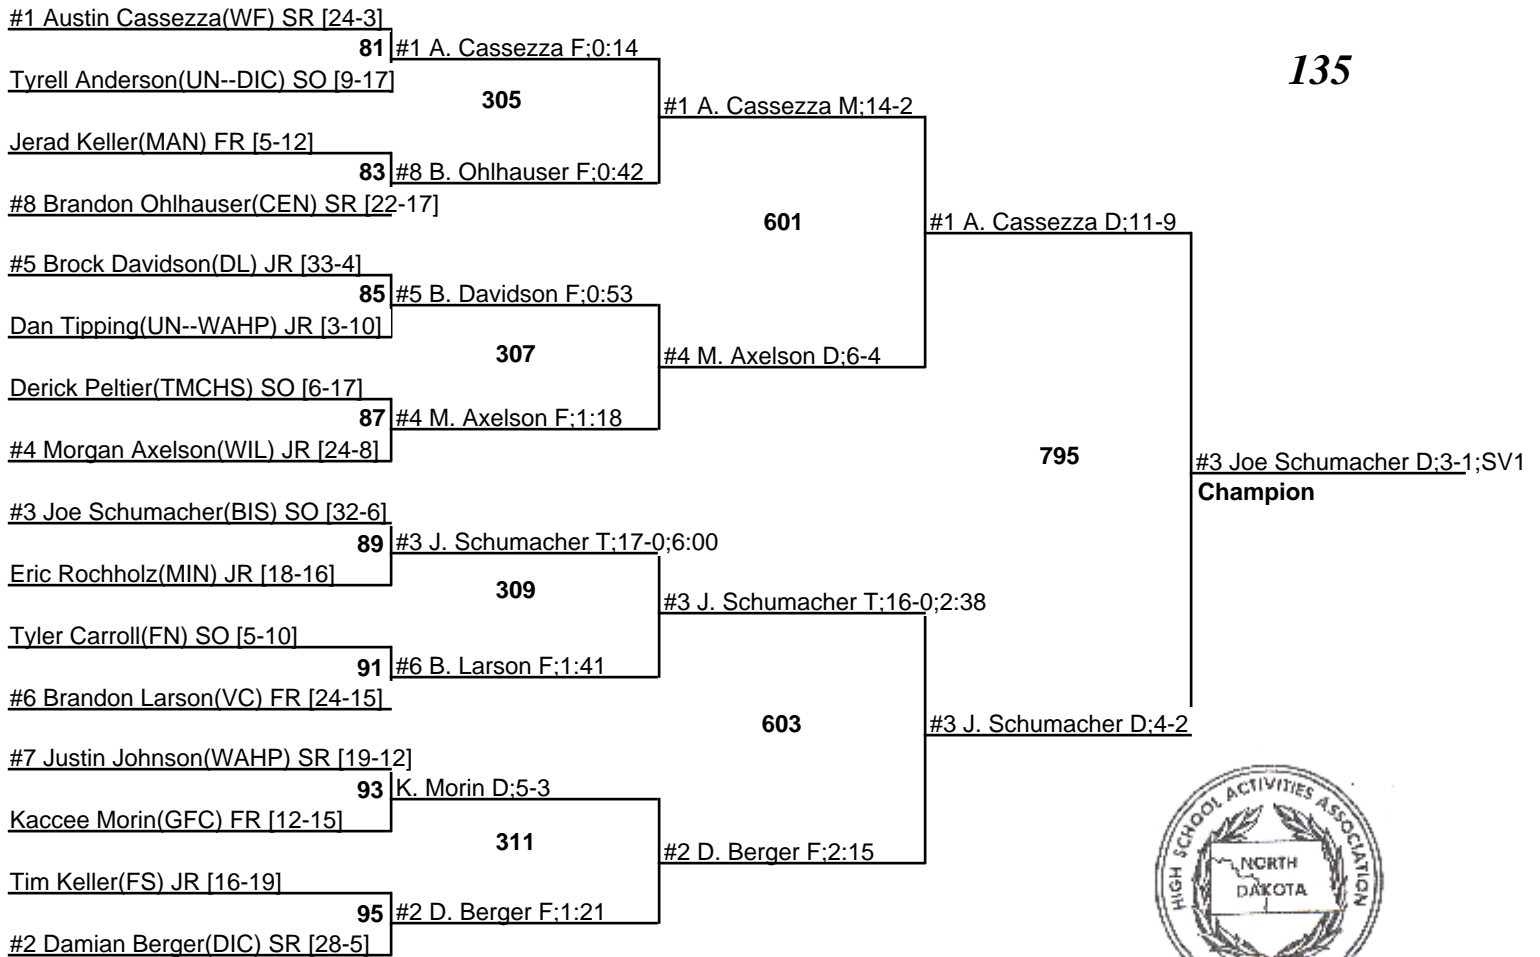 #1 Austin Cassezza(WF) SR [24-3]
81 #1 A. Cassezza F;0:14
135
Tyrell Anderson(UN--DIC) SO [9-17]
305
#1 A. Cassezza M;14-2
Jerad Keller(MAN) FR [5-12]
83 #8 B. Ohlhauser F;0:42
#8 Brandon Ohlhauser(CEN) SR [22-17]
601
#1 A. Cassezza D;11-9
#5 Brock Davidson(DL) JR [33-4]
85 #5 B. Davidson F;0:53
Dan Tipping(UN--WAHP) JR [3-10]
307
#4 M. Axelson D;6-4
Derick Peltier(TMCHS) SO [6-17]
87 #4 M. Axelson F;1:18
#4 Morgan Axelson(WIL) JR [24-8]
795
#3 Joe Schumacher D;3-1;SV1
Champion
#3 Joe Schumacher(BIS) SO [32-6]
89 #3 J. Schumacher T;17-0;6:00
Eric Rochholz(MIN) JR [18-16]
309
#3 J. Schumacher T;16-0;2:38
Tyler Carroll(FN) SO [5-10]
91 #6 B. Larson F;1:41
#6 Brandon Larson(VC) FR [24-15]
603
#3 J. Schumacher D;4-2
#7 Justin Johnson(WAHP) SR [19-12]
93 K. Morin D;5-3
Kaccee Morin(GFC) FR [12-15]
311
#2 D. Berger F;2:15
Tim Keller(FS) JR [16-19]
95 #2 D. Berger F;1:21
#2 Damian Berger(DIC) SR [28-5]
HIGH SCHOOL ACTIVITIES ASSOCIATION
NORTH
DAKOTA